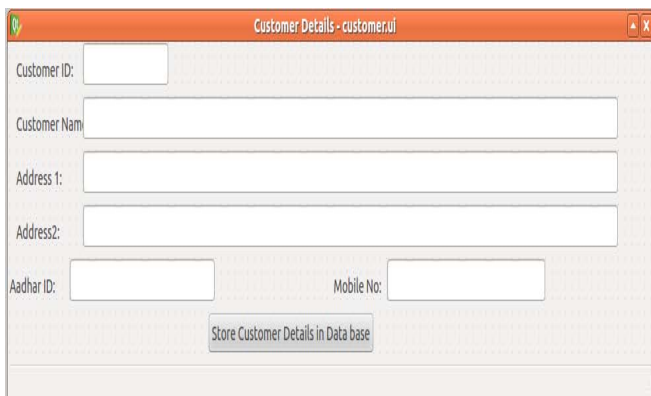 Customer Details - customer.ui
Customer ID:
Customer Nam
Address 1:
Address2:
Aadhar ID: Mobile No:
Store Customer Details in Data base